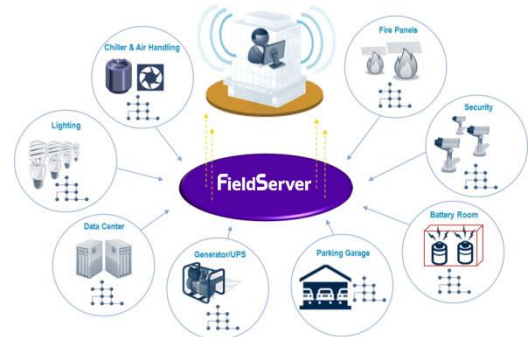 Chiller & Air Handling
Fire Panels
Lighting
Security
FieldServer
Data Center
Generator/UPS
Parking Garage
Battery Room